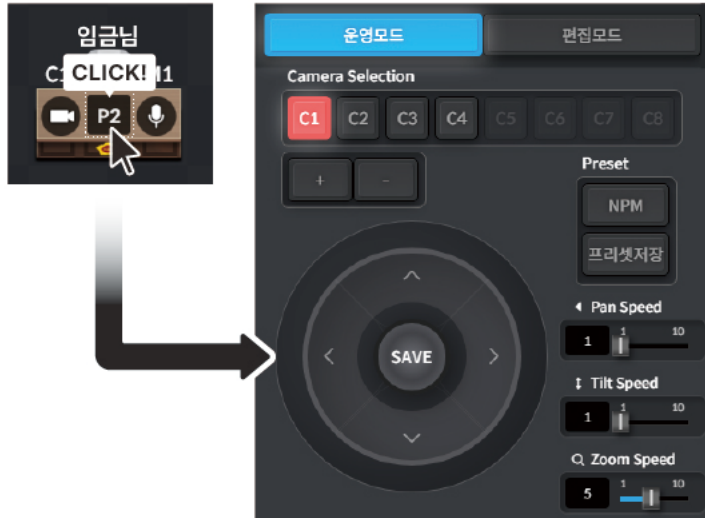 임금님
C1 CLICK! M1
P2
운영모드 편집모드
Camera Selection
C1 C2 C3 C4 C5 C6 C7 C8
+ -
Preset
NPM
프리셋저장
Pan Speed
1 1 10
SAVE
Tilt Speed
1 1 10
Zoom Speed
5 1 10